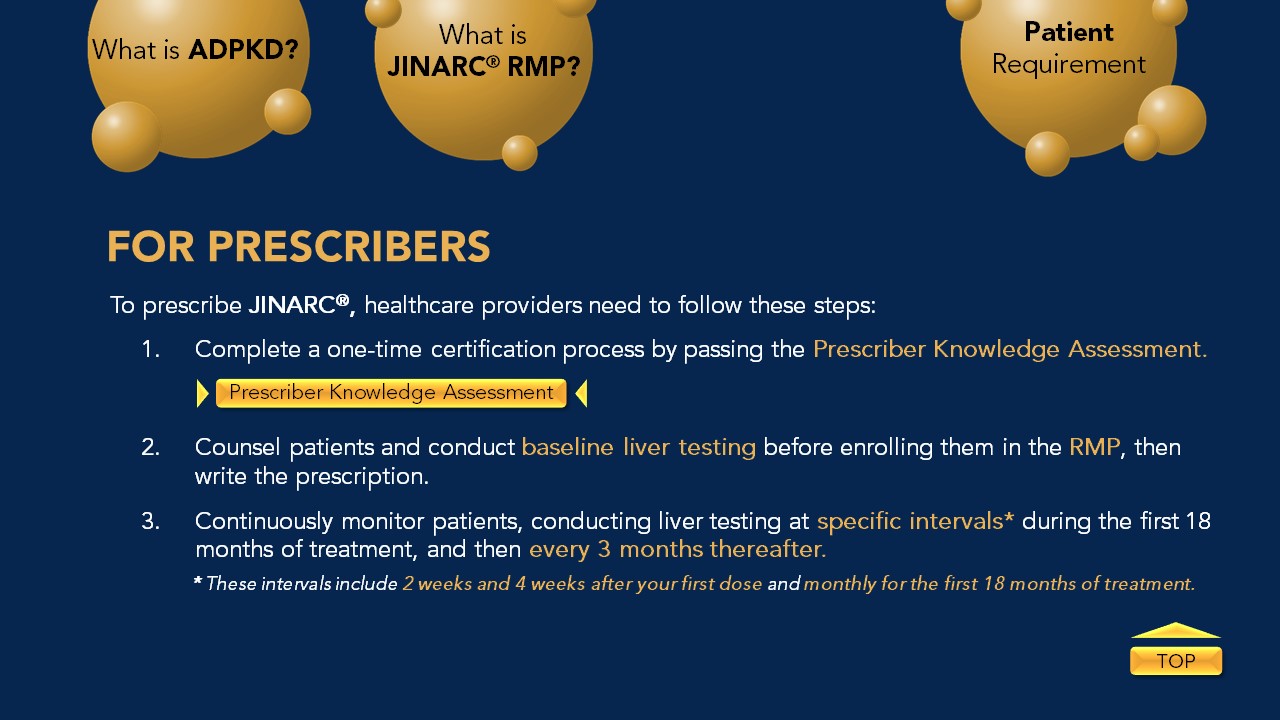 What is ADPKD?
What is
JINARC® RMP?
Patient
Requirement
FOR PRESCRIBERS
To prescribe JINARC®, healthcare providers need to follow these steps:
1. Complete a one-time certification process by passing the Prescriber Knowledge Assessment.
Prescriber Knowledge Assessment
2. Counsel patients and conduct baseline liver testing before enrolling them in the RMP, then
write the prescription.
3. Continuously monitor patients, conducting liver testing at specific intervals* during the first 18
months of treatment, and then every 3 months thereafter.
* These intervals include 2 weeks and 4 weeks after your first dose and monthly for the first 18 months of treatment.
TOP